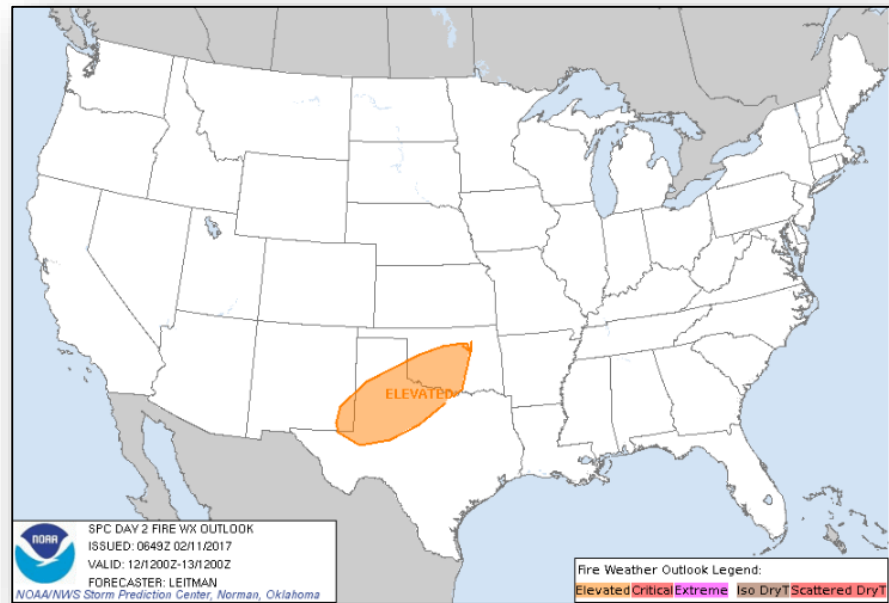 ELEVATED
NOAA
SPC DAY 2 FIRE WX OUTLOOK
ISSUED: 0649Z 02/11/2017
VALID: 12/1200Z-13/1200Z
FORECASTER: LEITMAN
NOAA/NWS Storm Prediction Center, Norman, Oklahoma
Fire Weather Outlook Legend:
Elevated Critical Extreme Iso DryT Scattered DryT